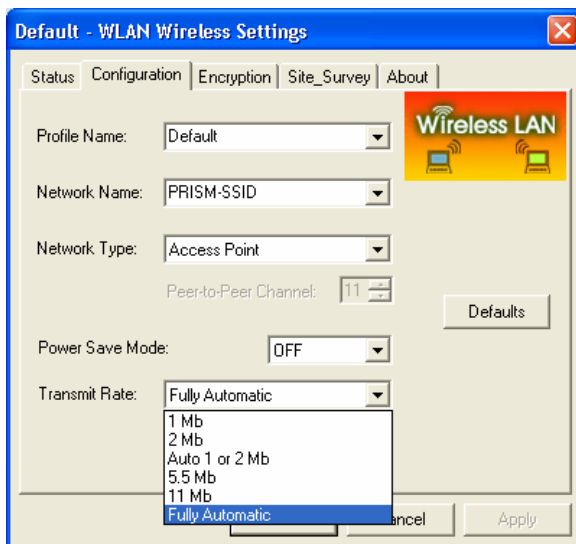 Default - WLAN Wireless Settings
Status Configuration Encryption Site_Survey About
Wireless LAN
Profile Name: Default
Network Name: PRISM-SSID
Network Type: Access Point
Peer-to-Peer Channel: 11
Defaults
Power Save Mode: OFF
Transmit Rate: Fully Automatic
1 Mb
2 Mb
Auto 1 or 2 Mb
5.5 Mb
11 Mb
Fully Automatic
ncel Apply